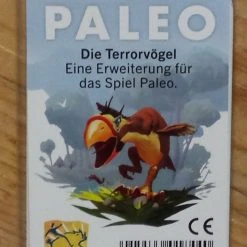 PALEO
Die Terrorvögel
Eine Erweiterung für
das Spiel Paleo.
CE